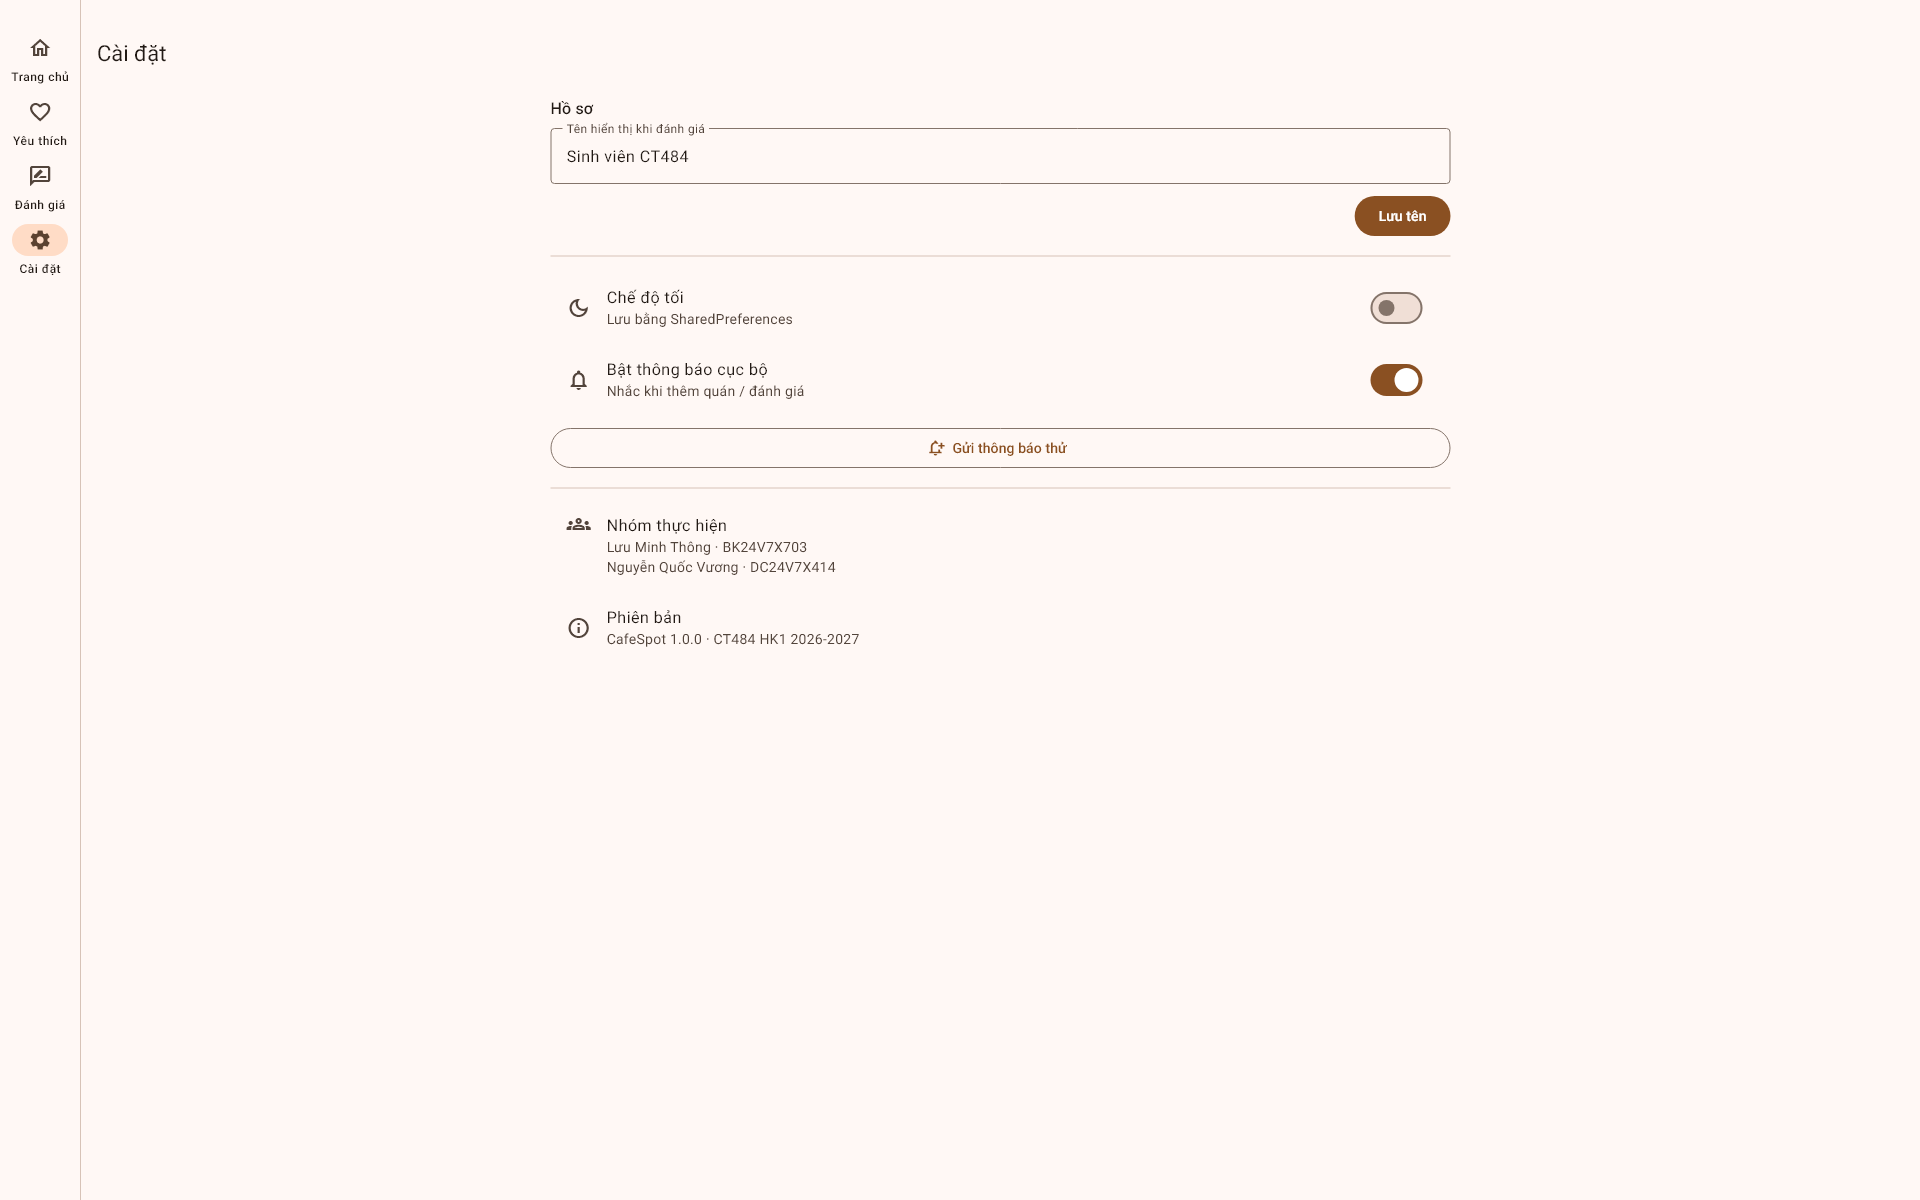 Trang chủ
Yêu thích
Đánh giá
Cài đặt
Cài đặt
Hồ sơ
Tên hiển thị khi đánh giá
Sinh viên CT484
Lưu tên
Chế độ tối
Lưu bằng SharedPreferences
Bật thông báo cục bộ
Nhắc khi thêm quán / đánh giá
Gửi thông báo thử
Nhóm thực hiện
Lưu Minh Thông · BK24V7X703
Nguyễn Quốc Vương · DC24V7X414
Phiên bản
CafeSpot 1.0.0 · CT484 HK1 2026-2027